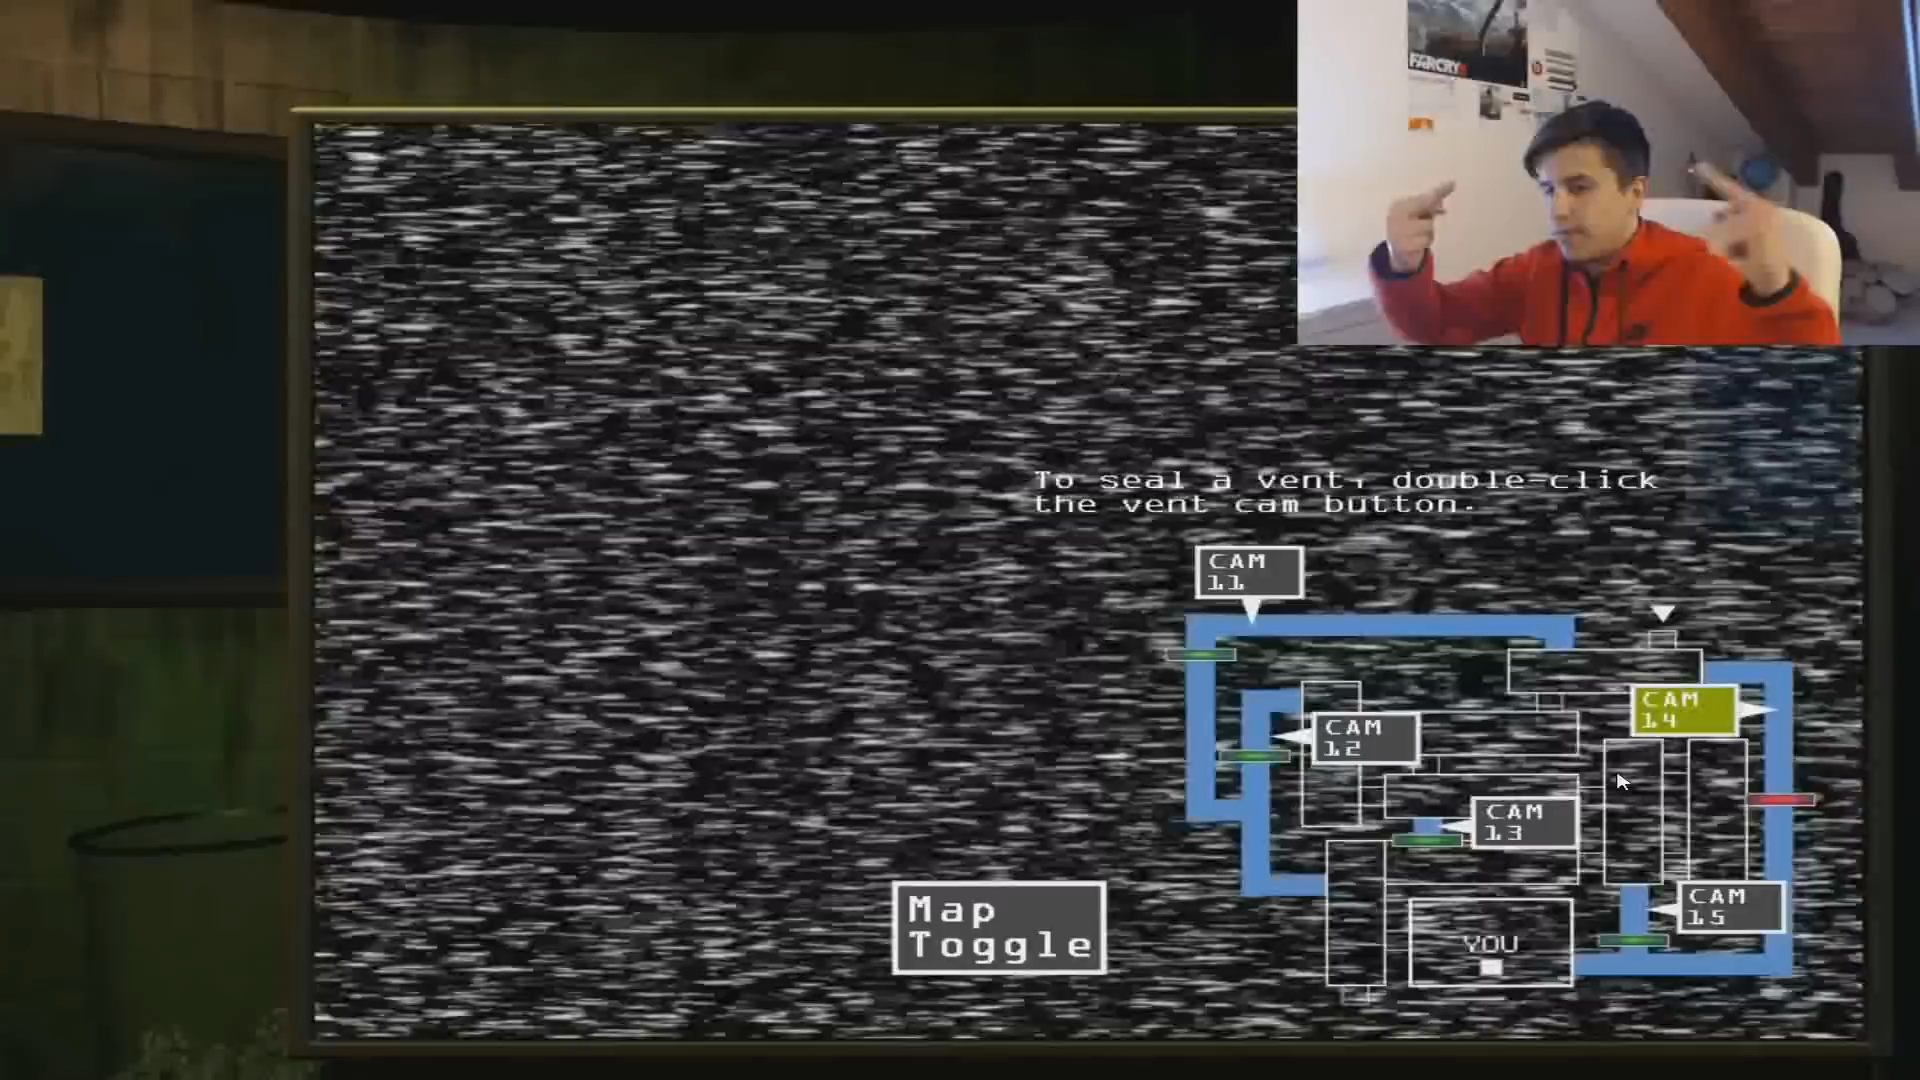 FARCRY
To seal a vent, double-click
the vent cam button.
CAM
11
CAM
14
CAM
12
CAM
13
CAM
15
Map
Toggle
YOU